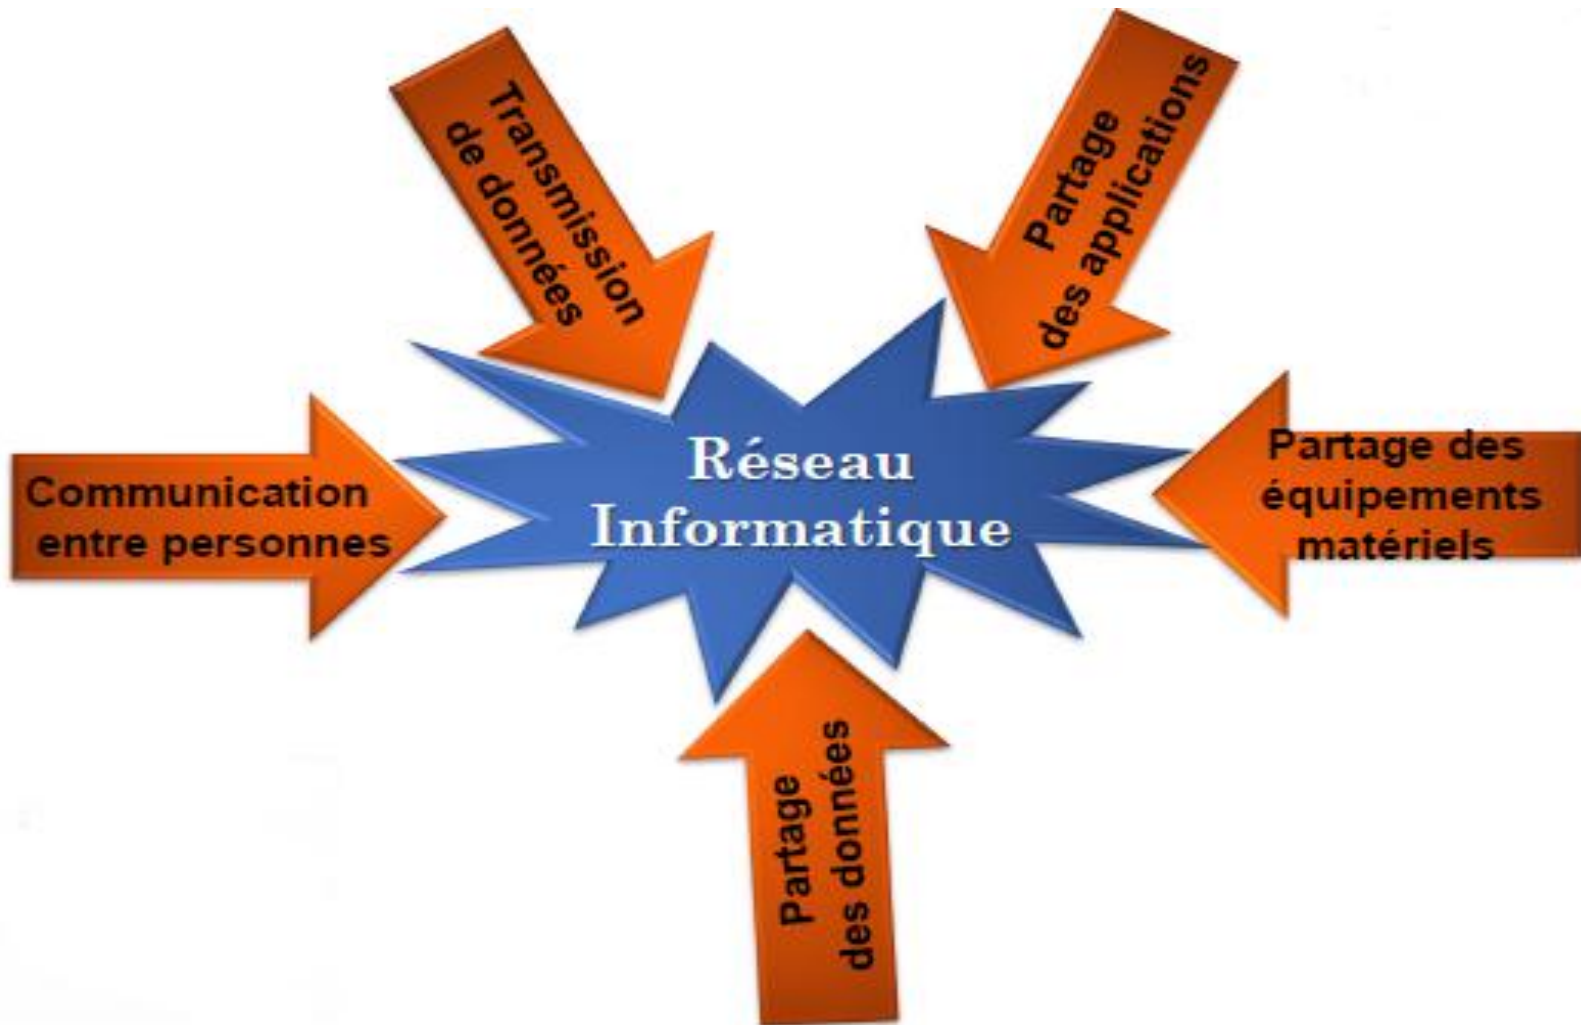 Transmission
de données
Partage
des applications
Communication
entre personnes
Réseau
Informatique
Partage des
équipements
matériels
Partage
des données